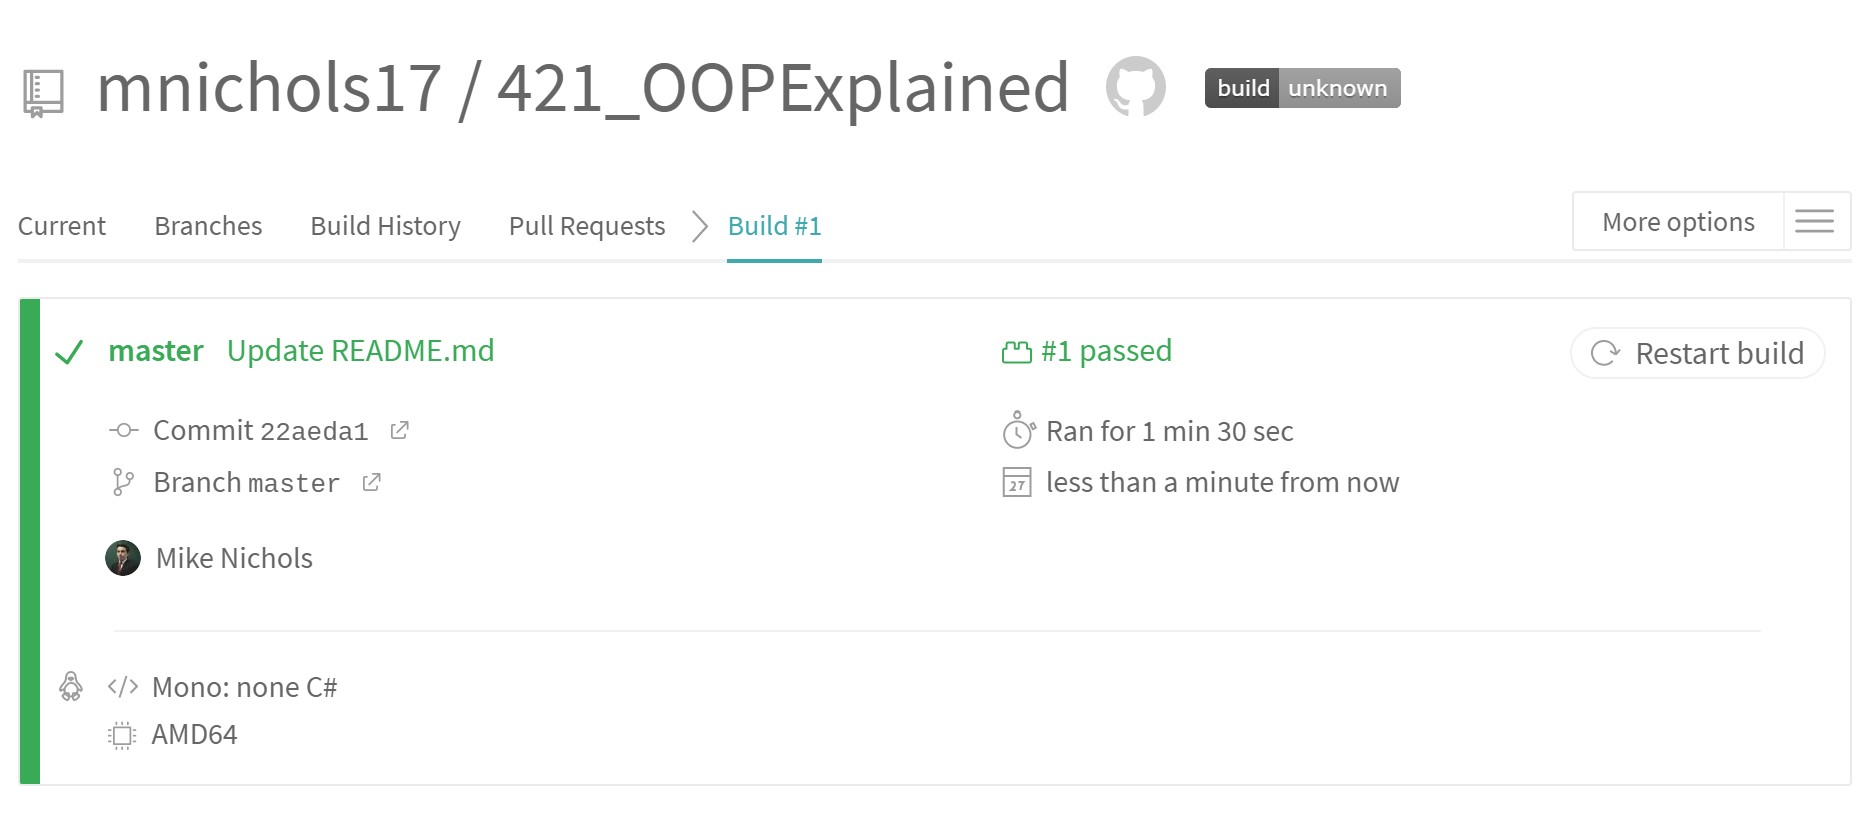 mnichols17 / 421_OOPExplained build unknown
Current Branches Build History Pull Requests Build #1 More options
master Update README.md #1 passed Restart build
Commit 22aeda1 Ran for 1 min 30 sec
Branch master 27 less than a minute from now
Mike Nichols
Mono: none C#
AMD64